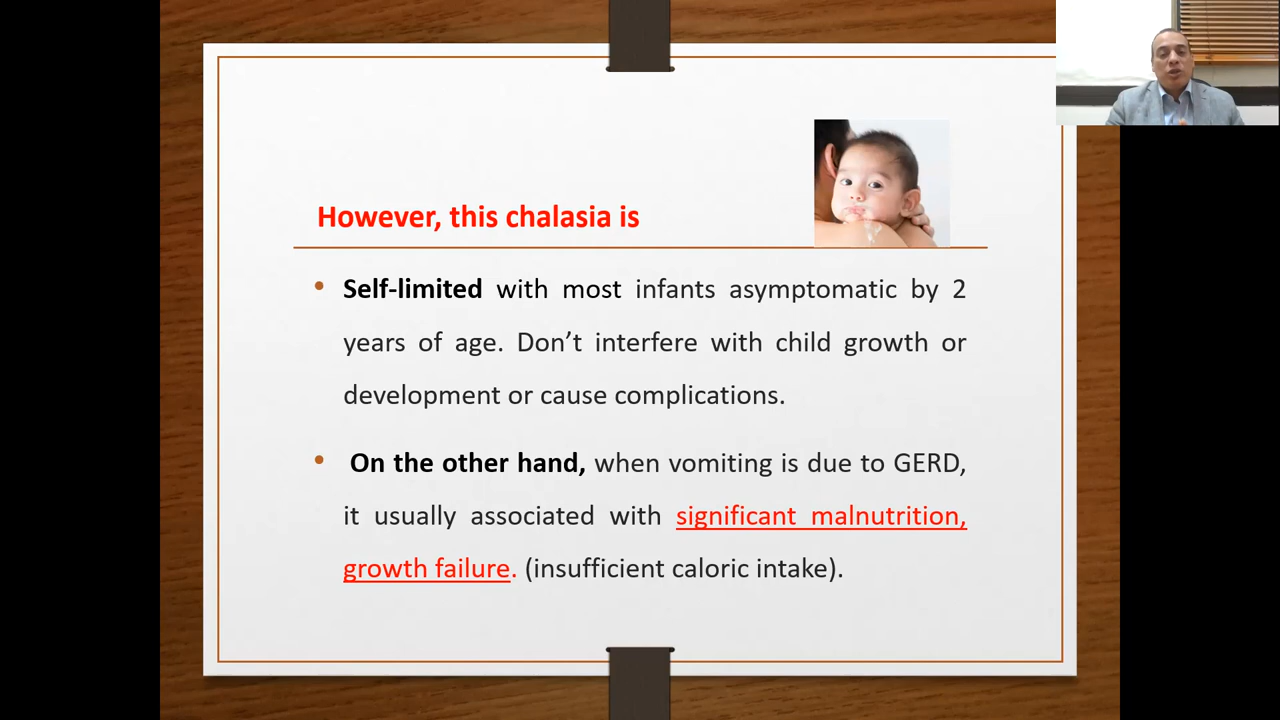 However, this chalasia is
• Self-limited with most infants asymptomatic by 2
years of age. Don’t interfere with child growth or
development or cause complications.
• On the other hand, when vomiting is due to GERD,
it usually associated with significant malnutrition,
growth failure. (insufficient caloric intake).